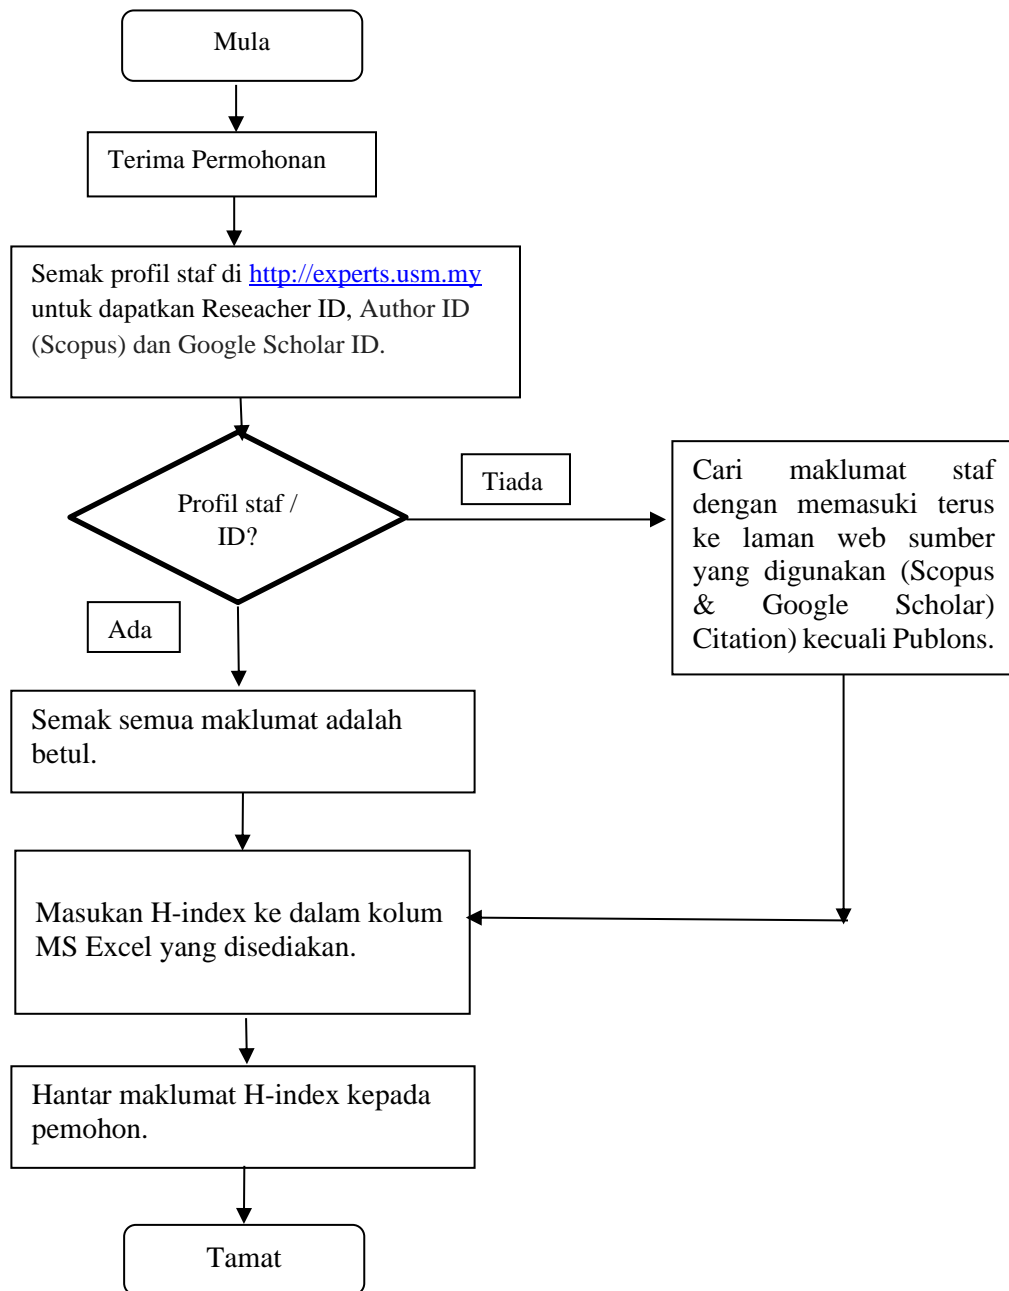 Mula
Terima Permohonan
Semak profil staf di http://experts.usm.my
untuk dapatkan Reseacher ID, Author ID
(Scopus) dan Google Scholar ID.
Profil staf /
ID?
Tiada
Cari maklumat staf
dengan memasuki terus
ke laman web sumber
yang digunakan (Scopus
& Google Scholar)
Citation) kecuali Publons.
Ada
Semak semua maklumat adalah
betul.
Masukan H-index ke dalam kolum
MS Excel yang disediakan.
Hantar maklumat H-index kepada
pemohon.
Tamat